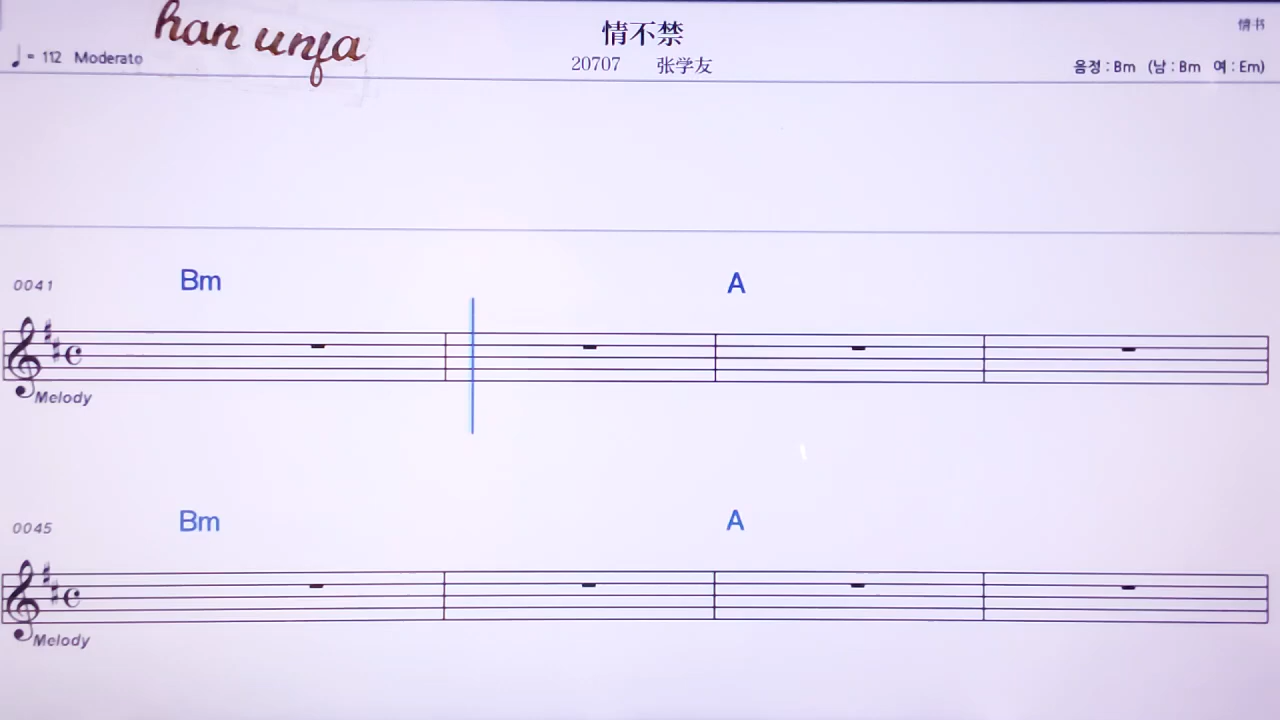 han unfa
情不禁
情书
♩= 112 Moderato
20707 张学友
음정 : Bm (남 : Bm 여 : Em)
0041 Bm A
Melody
0045 Bm A
Melody